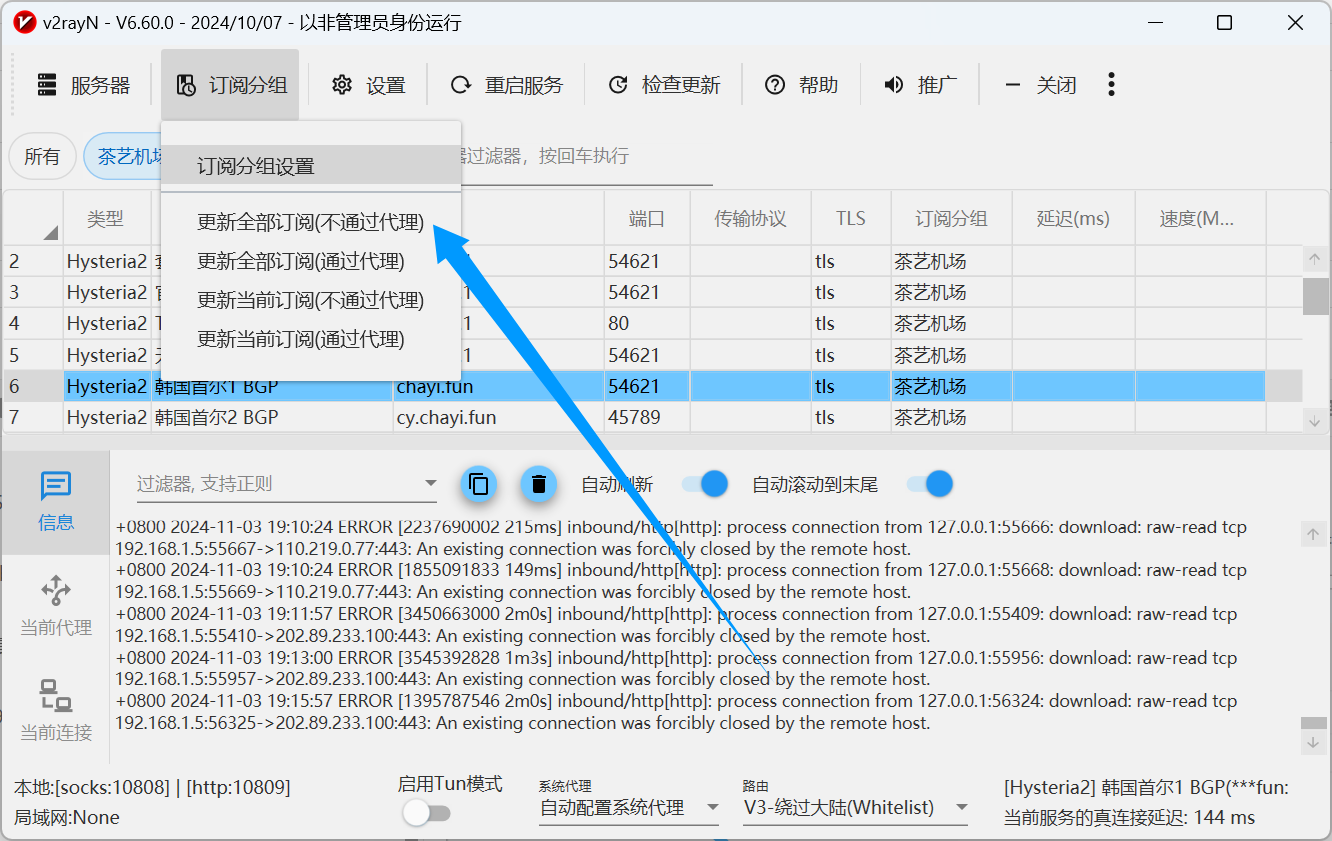 v2rayN - V6.60.0 - 2024/10/07 - 以非管理员身份运行
服务器 订阅分组 设置 重启服务 检查更新 帮助 推广 关闭
所有 茶艺机场 过滤器，按回车执行
订阅分组设置
更新全部订阅(不通过代理)
更新全部订阅(通过代理)
更新当前订阅(不通过代理)
更新当前订阅(通过代理)
类型 端口 传输协议 TLS 订阅分组 延迟(ms) 速度(M...
2 Hysteria2 54621 tls 茶艺机场
3 Hysteria2 54621 tls 茶艺机场
4 Hysteria2 80 tls 茶艺机场
5 Hysteria2 54621 tls 茶艺机场
6 Hysteria2 韩国首尔1 BGP chayi.fun 54621 tls 茶艺机场
7 Hysteria2 韩国首尔2 BGP cy.chayi.fun 45789 tls 茶艺机场
信息
当前代理
当前连接
过滤器, 支持正则 自动刷新 自动滚动到末尾
+0800 2024-11-03 19:10:24 ERROR [2237690002 215ms] inbound/http[http]: process connection from 127.0.0.1:55666: download: raw-read tcp
192.168.1.5:55667->110.219.0.77:443: An existing connection was forcibly closed by the remote host.
+0800 2024-11-03 19:10:24 ERROR [1855091833 149ms] inbound/http[http]: process connection from 127.0.0.1:55668: download: raw-read tcp
192.168.1.5:55669->110.219.0.77:443: An existing connection was forcibly closed by the remote host.
+0800 2024-11-03 19:11:57 ERROR [3450663000 2m0s] inbound/http[http]: process connection from 127.0.0.1:55409: download: raw-read tcp
192.168.1.5:55410->202.89.233.100:443: An existing connection was forcibly closed by the remote host.
+0800 2024-11-03 19:13:00 ERROR [3545392828 1m3s] inbound/http[http]: process connection from 127.0.0.1:55956: download: raw-read tcp
192.168.1.5:55957->202.89.233.100:443: An existing connection was forcibly closed by the remote host.
+0800 2024-11-03 19:15:57 ERROR [1395787546 2m0s] inbound/http[http]: process connection from 127.0.0.1:56324: download: raw-read tcp
192.168.1.5:56325->202.89.233.100:443: An existing connection was forcibly closed by the remote host.
本地:[socks:10808] | [http:10809]
局域网:None
启用Tun模式
系统代理
自动配置系统代理
路由
V3-绕过大陆(Whitelist)
[Hysteria2] 韩国首尔1 BGP(***fun:
当前服务的真连接延迟: 144 ms